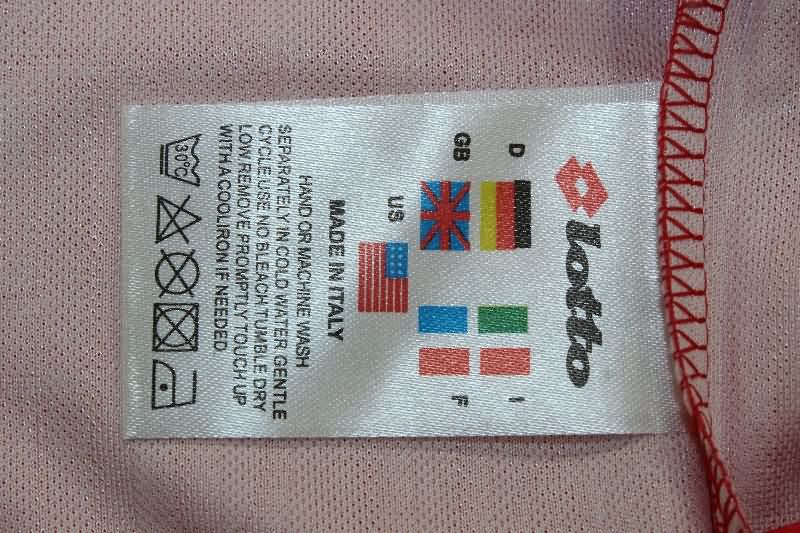 lotto
D
I
GB
F
US
MADE IN ITALY
HAND OR MACHINE WASH
SEPARATELY IN COLD WATER GENTLE
CYCLE USE NO BLEACH TUMBLE DRY
LOW REMOVE PROMPTLY TOUCH UP
WITH A COOL IRON IF NEEDED
30°C